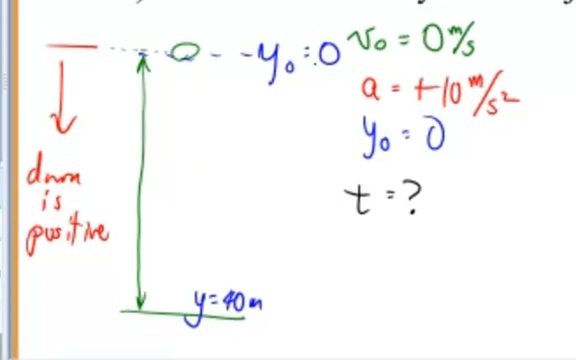 y₀ = 0
v₀ = 0 m/s
a = +10 m/s²
y₀ = 0
t = ?
down
is
positive
y = 40 m